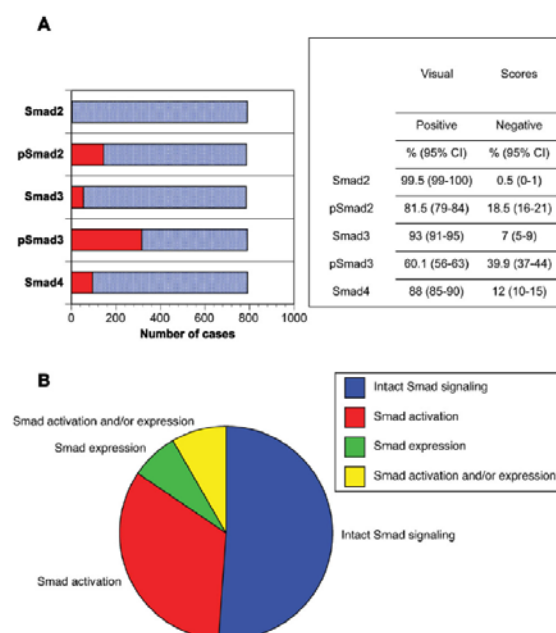 A
Smad2
pSmad2
Smad3
pSmad3
Smad4
0 200 400 600 800 1000
Number of cases
Visual Scores
Positive Negative
% (95% CI) % (95% CI)
Smad2 99.5 (99-100) 0.5 (0-1)
pSmad2 81.5 (79-84) 18.5 (16-21)
Smad3 93 (91-95) 7 (5-9)
pSmad3 60.1 (56-63) 39.9 (37-44)
Smad4 88 (85-90) 12 (10-15)
B
Smad activation and/or expression
Smad expression
Smad activation
Intact Smad signaling
Intact Smad signaling
Smad activation
Smad expression
Smad activation and/or expression